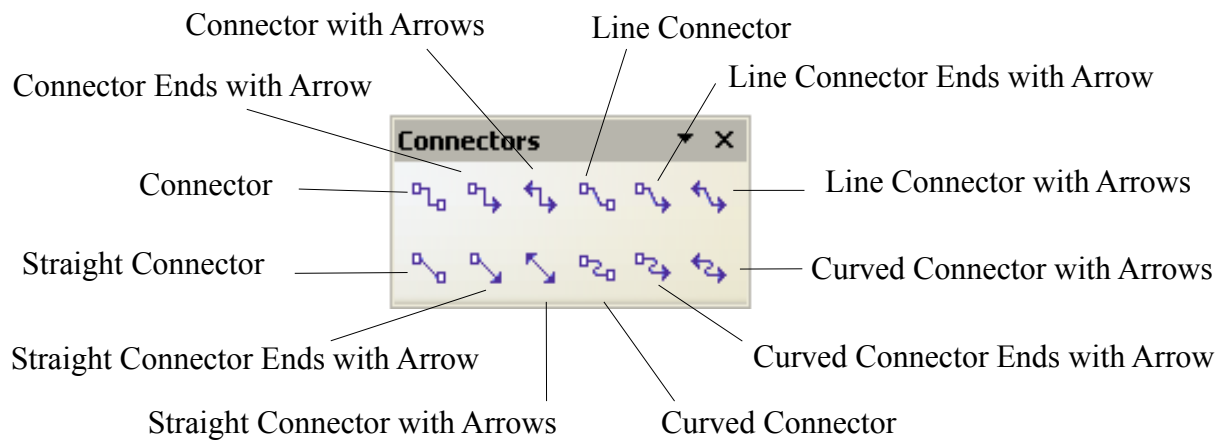 Connector with Arrows
Line Connector
Connector Ends with Arrow
Line Connector Ends with Arrow
Connectors
Connector
Line Connector with Arrows
Straight Connector
Curved Connector with Arrows
Straight Connector Ends with Arrow
Curved Connector Ends with Arrow
Straight Connector with Arrows
Curved Connector